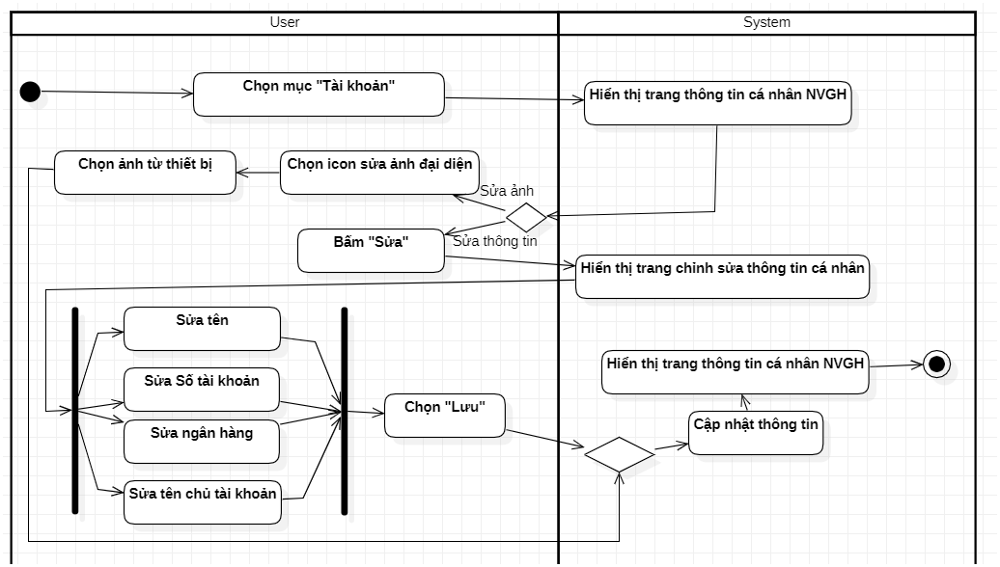 User
System
Chọn mục "Tài khoản"
Hiển thị trang thông tin cá nhân NVGH
Chọn ảnh từ thiết bị
Chọn icon sửa ảnh đại diện
Sửa ảnh
Bấm "Sửa"
Sửa thông tin
Hiển thị trang chỉnh sửa thông tin cá nhân
Sửa tên
Sửa Số tài khoản
Sửa ngân hàng
Sửa tên chủ tài khoản
Chọn "Lưu"
Hiển thị trang thông tin cá nhân NVGH
Cập nhật thông tin